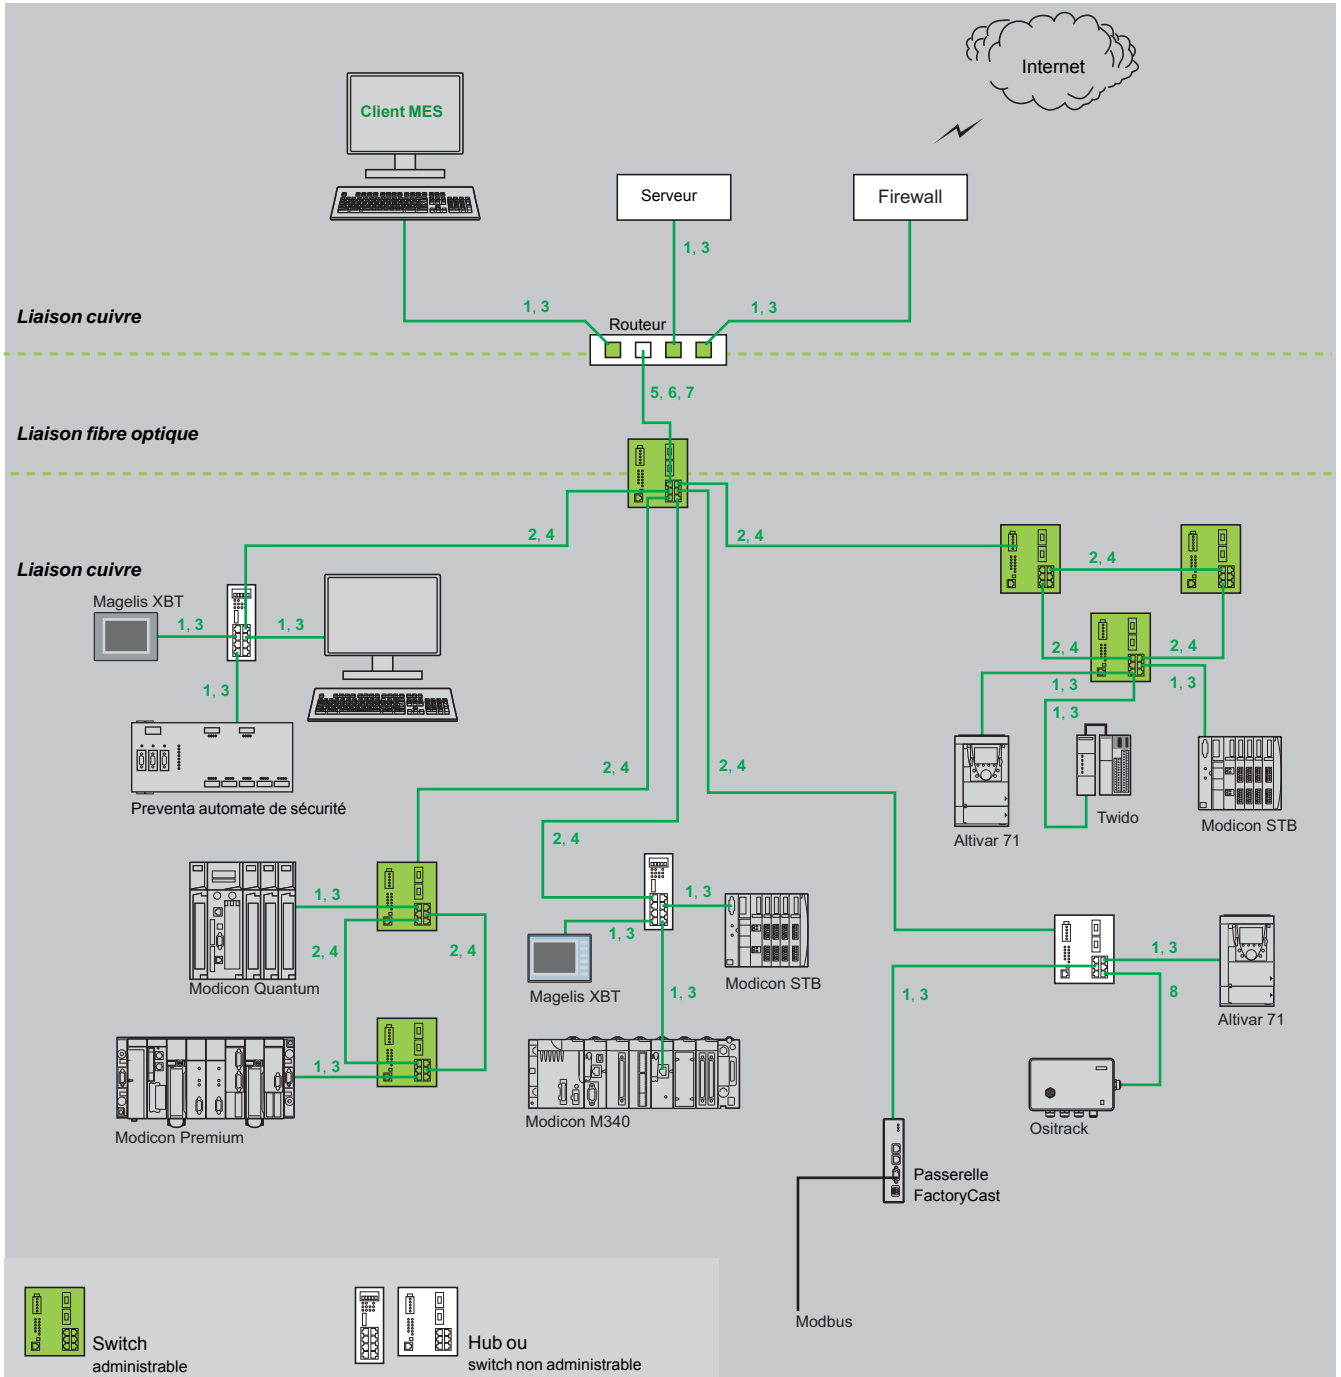 Internet
Client MES
Serveur
Firewall
1, 3
1, 3
1, 3
Liaison cuivre
Routeur
5, 6, 7
Liaison fibre optique
2, 4
2, 4
2, 4
Liaison cuivre
Magelis XBT
1, 3
1, 3
2, 4
2, 4
1, 3
1, 3
1, 3
1, 3
Preventa automate de sécurité
2, 4
2, 4
Twido
Modicon STB
Altivar 71
2, 4
1, 3
1, 3
1, 3
2, 4
2, 4
1, 3
Modicon Quantum
Magelis XBT
Modicon STB
1, 3
1, 3
8
Altivar 71
1, 3
Modicon M340
Ositrack
Modicon Premium
Passerelle
FactoryCast
Modbus
Switch
administrable
Hub ou
switch non administrable